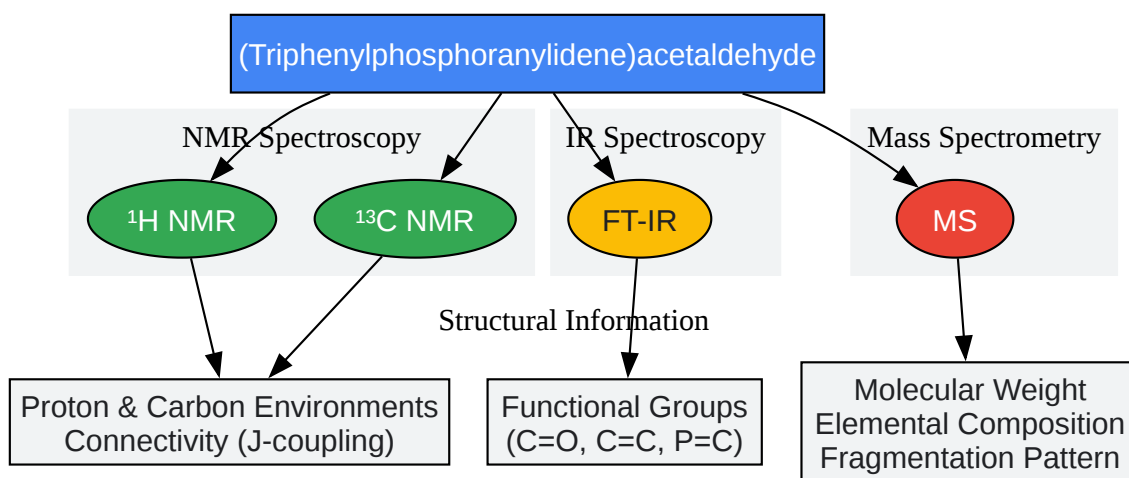 (Triphenylphosphoranylidene)acetaldehyde
NMR Spectroscopy
IR Spectroscopy
Mass Spectrometry
¹H NMR
¹³C NMR
FT-IR
MS
Structural Information
Proton & Carbon Environments
Connectivity (J-coupling)
Functional Groups
(C=O, C=C, P=C)
Molecular Weight
Elemental Composition
Fragmentation Pattern